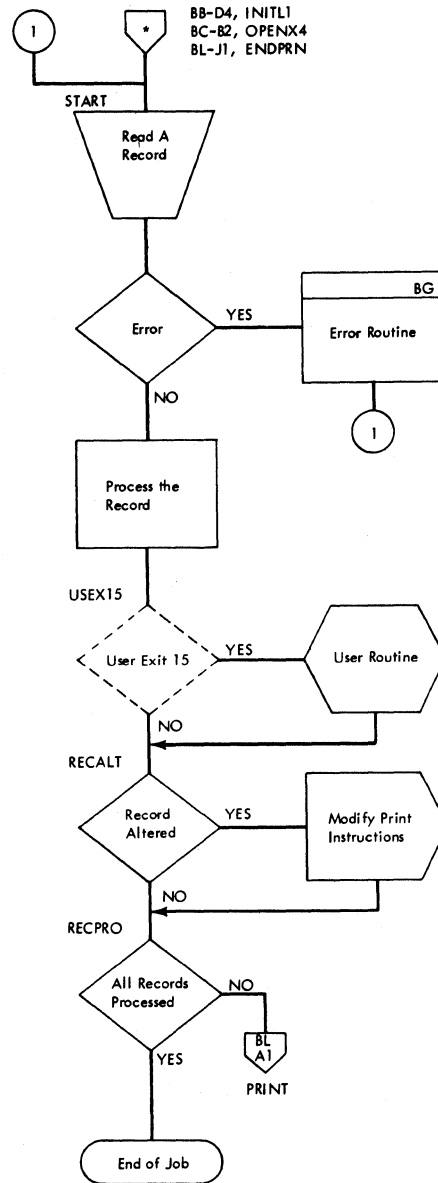 BB-D4, INITL1
1
*
BC-B2, OPENX4
BL-J1, ENDPRN
START
Read A
Record
BG
Error
YES
Error Routine
NO
1
Process the
Record
USEX15
User Exit 15
YES
User Routine
NO
RECALT
Record
Altered
YES
Modify Print
Instructions
NO
RECPRO
All Records
Processed
NO
BL
A1
YES
PRINT
End of Job